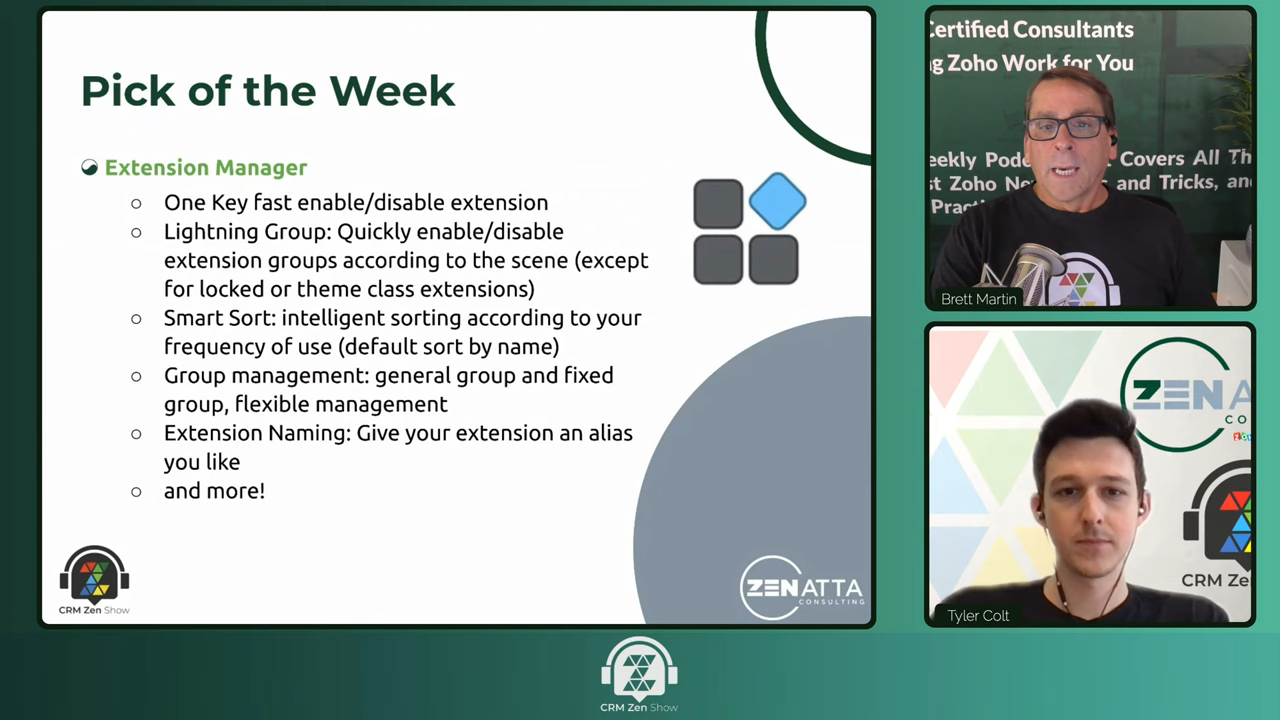 Pick of the Week
Extension Manager
One Key fast enable/disable extension
Lightning Group: Quickly enable/disable
extension groups according to the scene (except
for locked or theme class extensions)
Smart Sort: intelligent sorting according to your
frequency of use (default sort by name)
Group management: general group and fixed
group, flexible management
Extension Naming: Give your extension an alias
you like
and more!
CRM Zen Show
ZENATTA
CONSULTING
Certified Consultants
g Zoho Work for You
eekly Pod
Covers All Th
st Zoho Ne
and Tricks, an
Practi
Brett Martin
ZEN A
CO
CRM Ze
Tyler Colt
CRM Zen Show